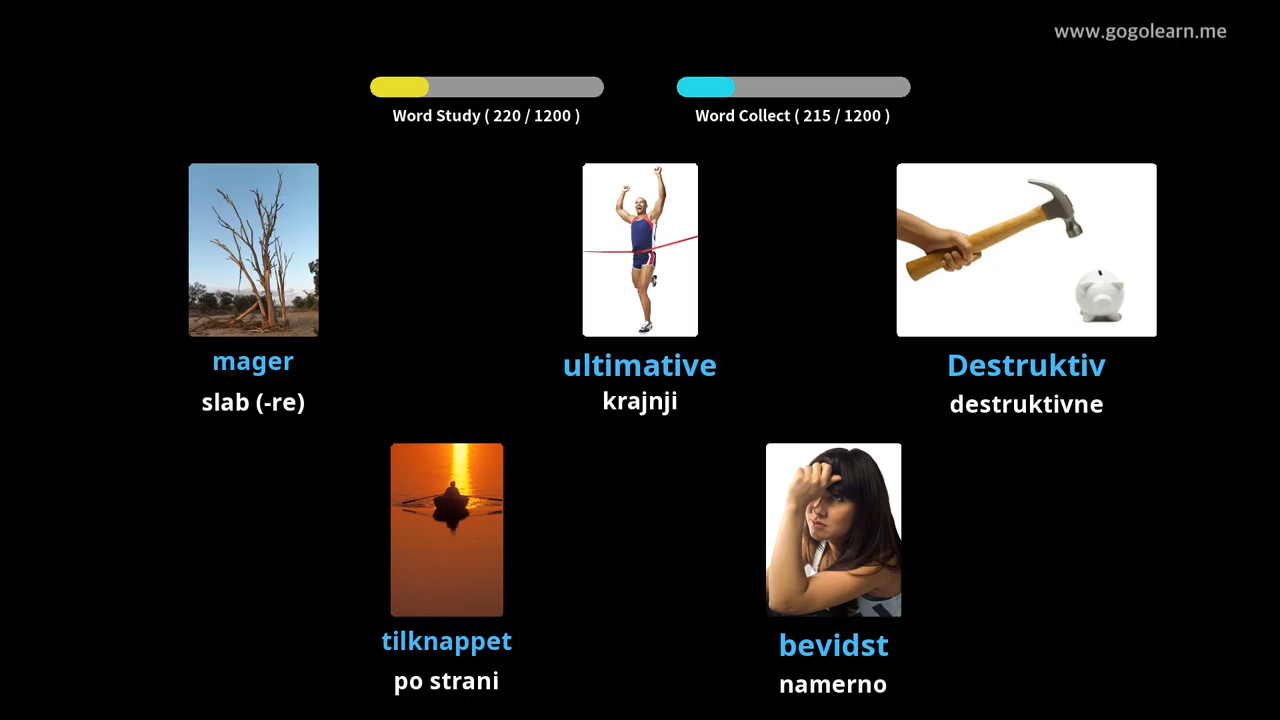 www.gogolearn.me
Word Study ( 220 / 1200 )
Word Collect ( 215 / 1200 )
mager
slab (-re)
ultimative
krajnji
Destruktiv
destruktivne
tilknappet
po strani
bevidst
namerno